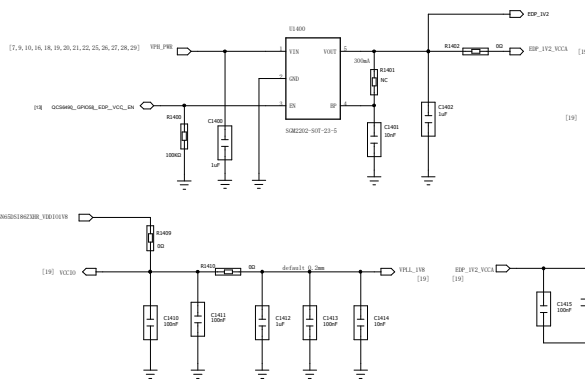 EDP_1V2
U1400
[7,9,10,16,18,19,20,21,22,25,26,27,28,29] VPH_PWR
1 VIN VOUT 5
R1402 0Ω
EDP_1V2_VCCA
300mA
R1401
NC
2 GND
[13]
3 EN BP 4
R1400
100KΩ
C1400
1uF
SGM2202-SOT-23-5
C1401
10nF
C1402
1uF
[19]
R1409
0Ω
[19] VCCIO
R1410 0Ω
default 0.2mm
VPLL_1V8
[19]
EDP_1V2_VCCA
[19]
C1410
100nF
C1411
100nF
C1412
1uF
C1413
100nF
C1414
10nF
C1415
100nF